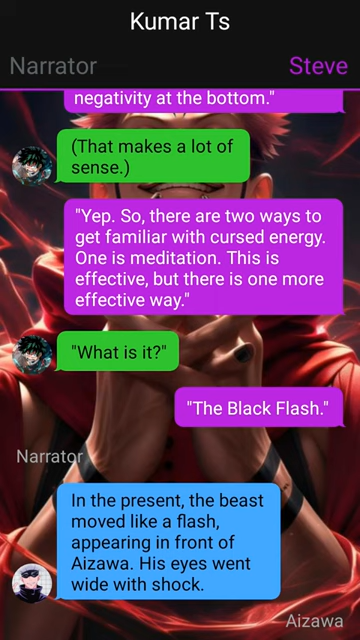 Kumar Ts
Narrator Steve
negativity at the bottom."
(That makes a lot of
sense.)
"Yep. So, there are two ways to
get familiar with cursed energy.
One is meditation. This is
effective, but there is one more
effective way."
"What is it?"
"The Black Flash."
Narrator
In the present, the beast
moved like a flash,
appearing in front of
Aizawa. His eyes went
wide with shock.
Aizawa